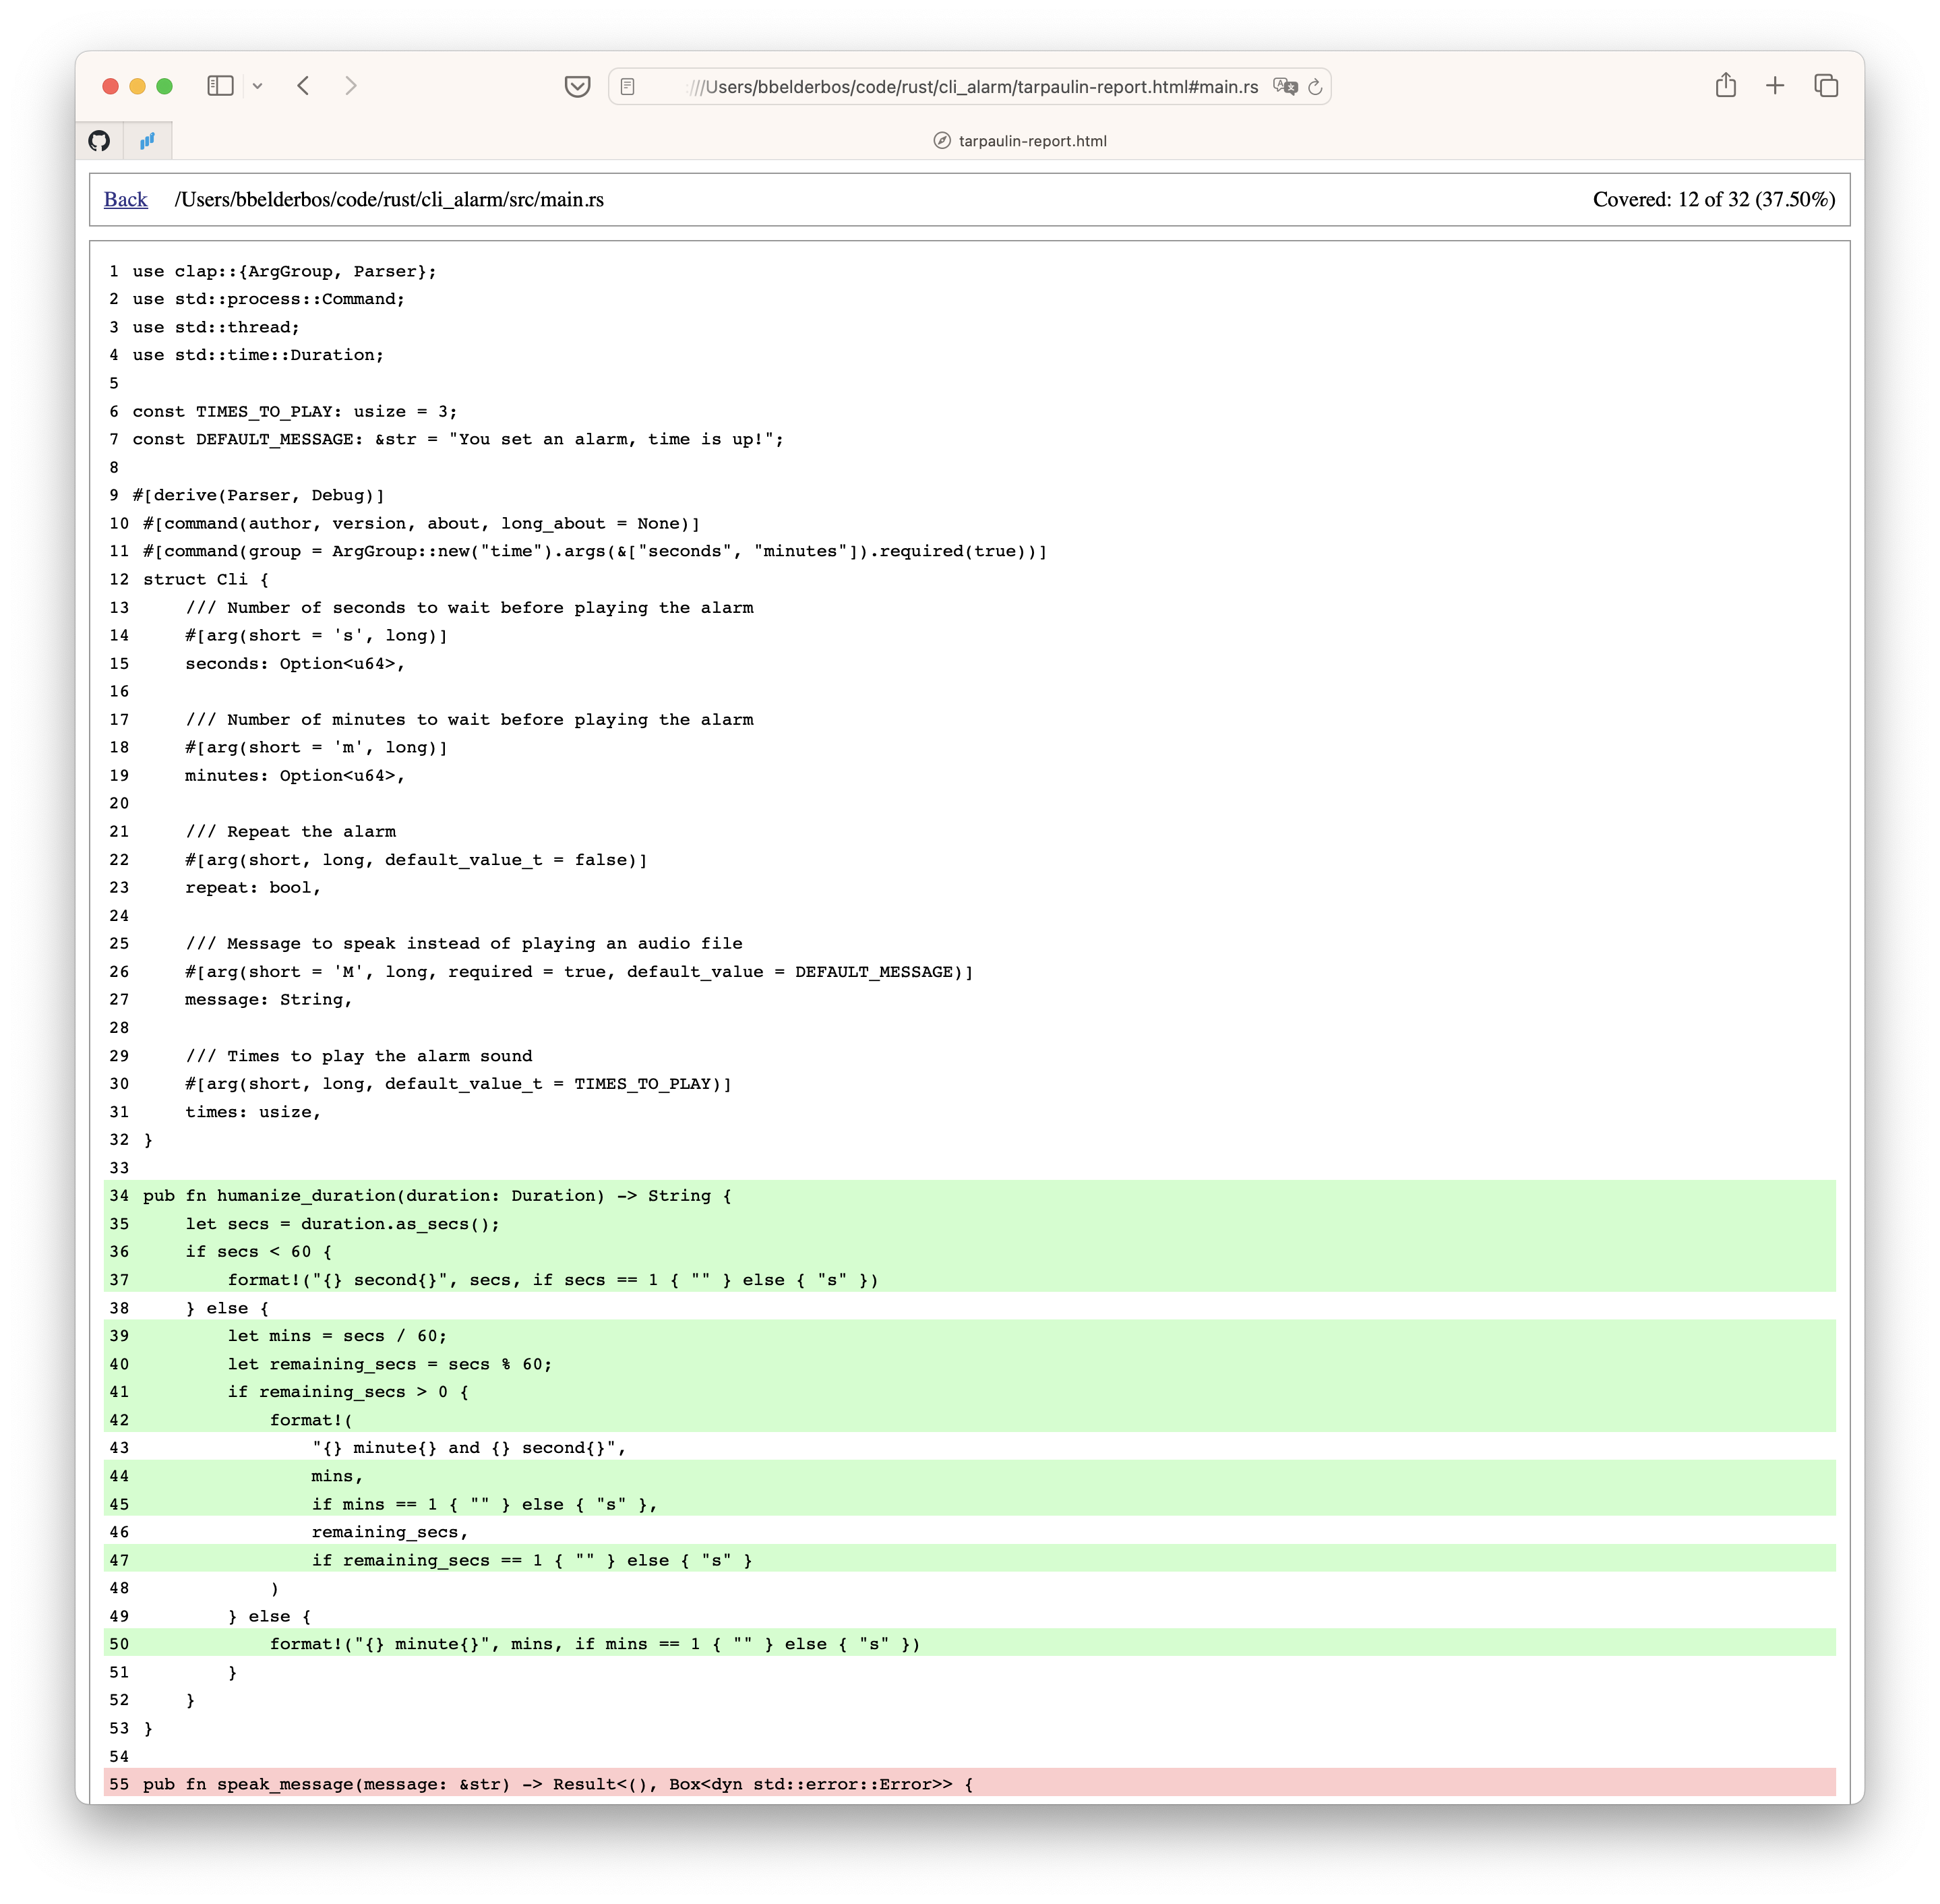 :///Users/bbelderbos/code/rust/cli_alarm/tarpaulin-report.html#main.rs
tarpaulin-report.html
Back /Users/bbelderbos/code/rust/cli_alarm/src/main.rs Covered: 12 of 32 (37.50%)
1 use clap::{ArgGroup, Parser};
2 use std::process::Command;
3 use std::thread;
4 use std::time::Duration;
5
6 const TIMES_TO_PLAY: usize = 3;
7 const DEFAULT_MESSAGE: &str = "You set an alarm, time is up!";
8
9 #[derive(Parser, Debug)]
10 #[command(author, version, about, long_about = None)]
11 #[command(group = ArgGroup::new("time").args(&["seconds", "minutes"]).required(true))]
12 struct Cli {
13     /// Number of seconds to wait before playing the alarm
14     #[arg(short = 's', long)]
15     seconds: Option<u64>,
16
17     /// Number of minutes to wait before playing the alarm
18     #[arg(short = 'm', long)]
19     minutes: Option<u64>,
20
21     /// Repeat the alarm
22     #[arg(short, long, default_value_t = false)]
23     repeat: bool,
24
25     /// Message to speak instead of playing an audio file
26     #[arg(short = 'M', long, required = true, default_value = DEFAULT_MESSAGE)]
27     message: String,
28
29     /// Times to play the alarm sound
30     #[arg(short, long, default_value_t = TIMES_TO_PLAY)]
31     times: usize,
32 }
33
34 pub fn humanize_duration(duration: Duration) -> String {
35     let secs = duration.as_secs();
36     if secs < 60 {
37         format!("{} second{}", secs, if secs == 1 { "" } else { "s" })
38     } else {
39         let mins = secs / 60;
40         let remaining_secs = secs % 60;
41         if remaining_secs > 0 {
42             format!(
43                 "{} minute{} and {} second{}",
44                 mins,
45                 if mins == 1 { "" } else { "s" },
46                 remaining_secs,
47                 if remaining_secs == 1 { "" } else { "s" }
48             )
49         } else {
50             format!("{} minute{}", mins, if mins == 1 { "" } else { "s" })
51         }
52     }
53 }
54
55 pub fn speak_message(message: &str) -> Result<(), Box<dyn std::error::Error>> {